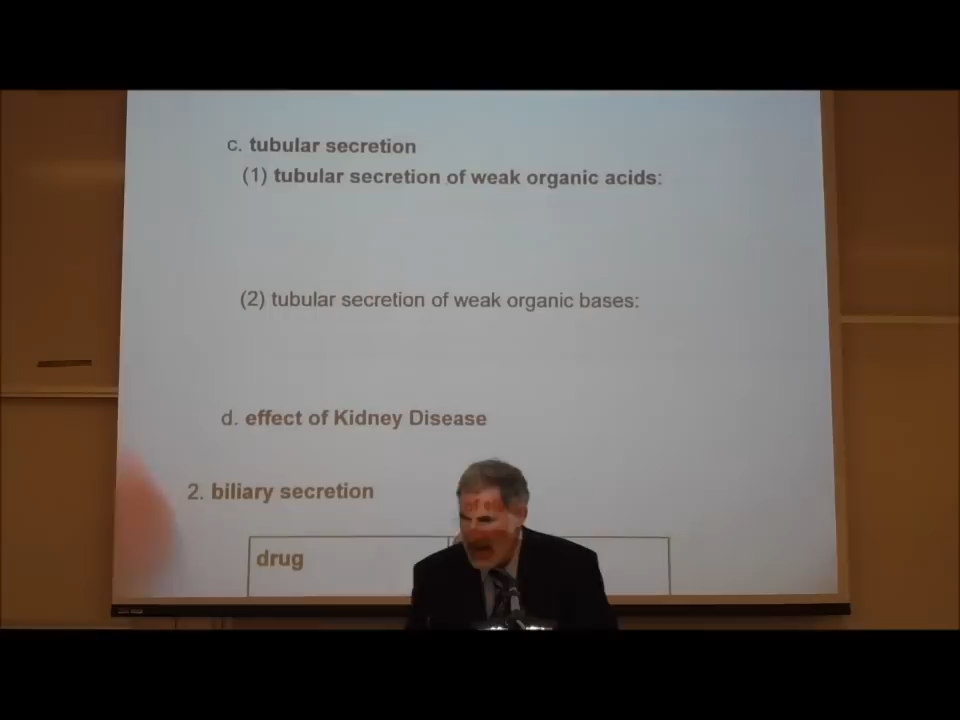 c. tubular secretion
(1) tubular secretion of weak organic acids:
(2) tubular secretion of weak organic bases:
d. effect of Kidney Disease
2. biliary secretion
drug